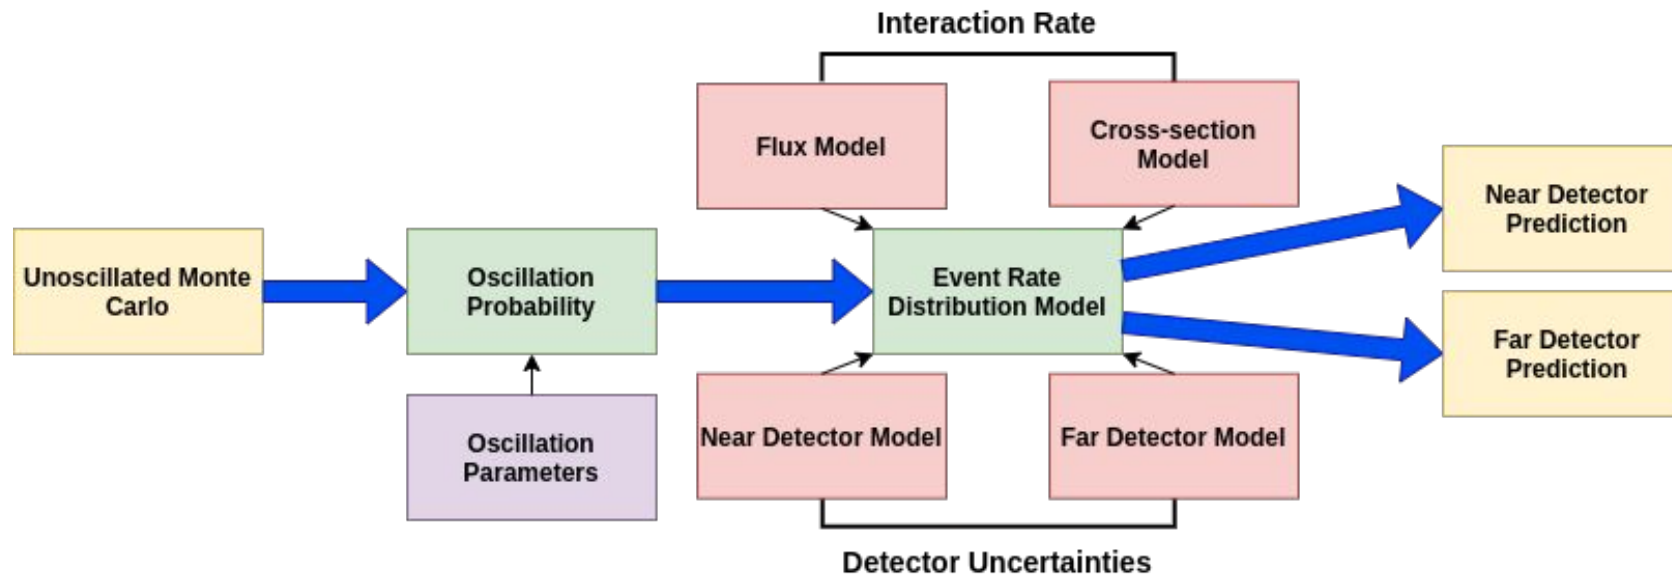 Interaction Rate
Flux Model
Cross-section
Model
Near Detector
Prediction
Unoscillated Monte
Carlo
Oscillation
Probability
Event Rate
Distribution Model
Far Detector
Prediction
Oscillation
Parameters
Near Detector Model
Far Detector Model
Detector Uncertainties